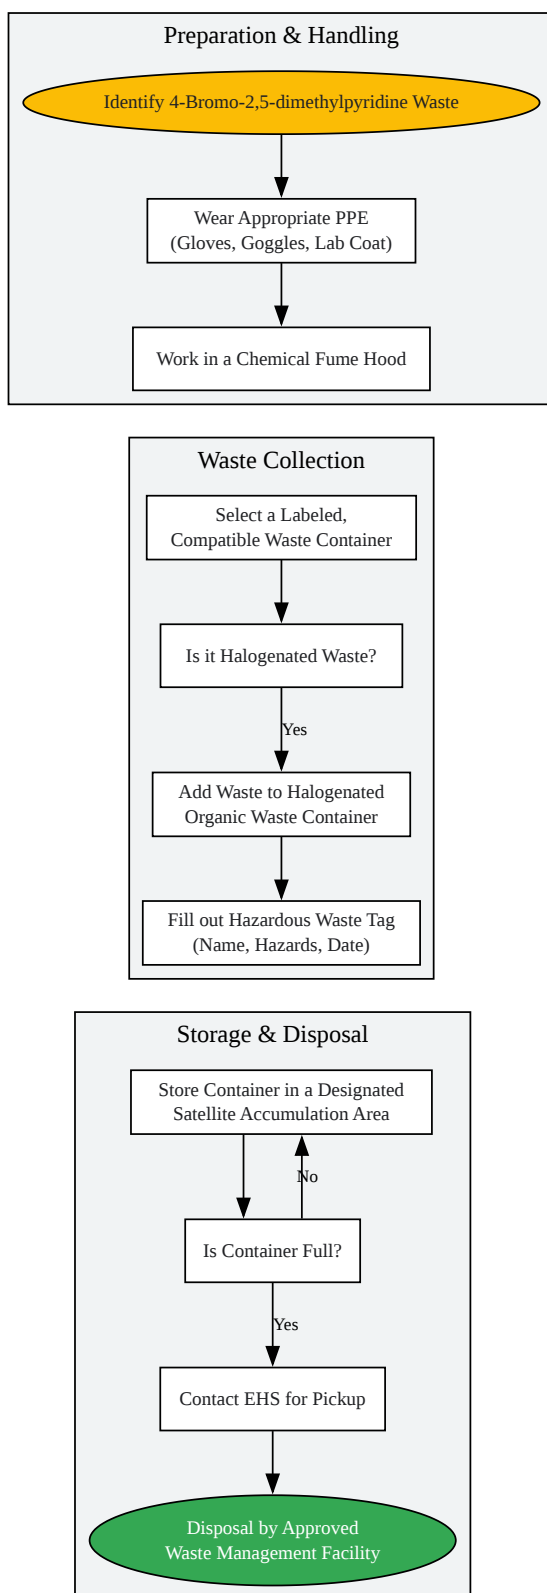 Preparation & Handling
Identify 4-Bromo-2,5-dimethylpyridine Waste
Wear Appropriate PPE
(Gloves, Goggles, Lab Coat)
Work in a Chemical Fume Hood
Waste Collection
Select a Labeled,
Compatible Waste Container
Is it Halogenated Waste?
Yes
Add Waste to Halogenated
Organic Waste Container
Fill out Hazardous Waste Tag
(Name, Hazards, Date)
Storage & Disposal
Store Container in a Designated
Satellite Accumulation Area
No
Is Container Full?
Yes
Contact EHS for Pickup
Disposal by Approved
Waste Management Facility